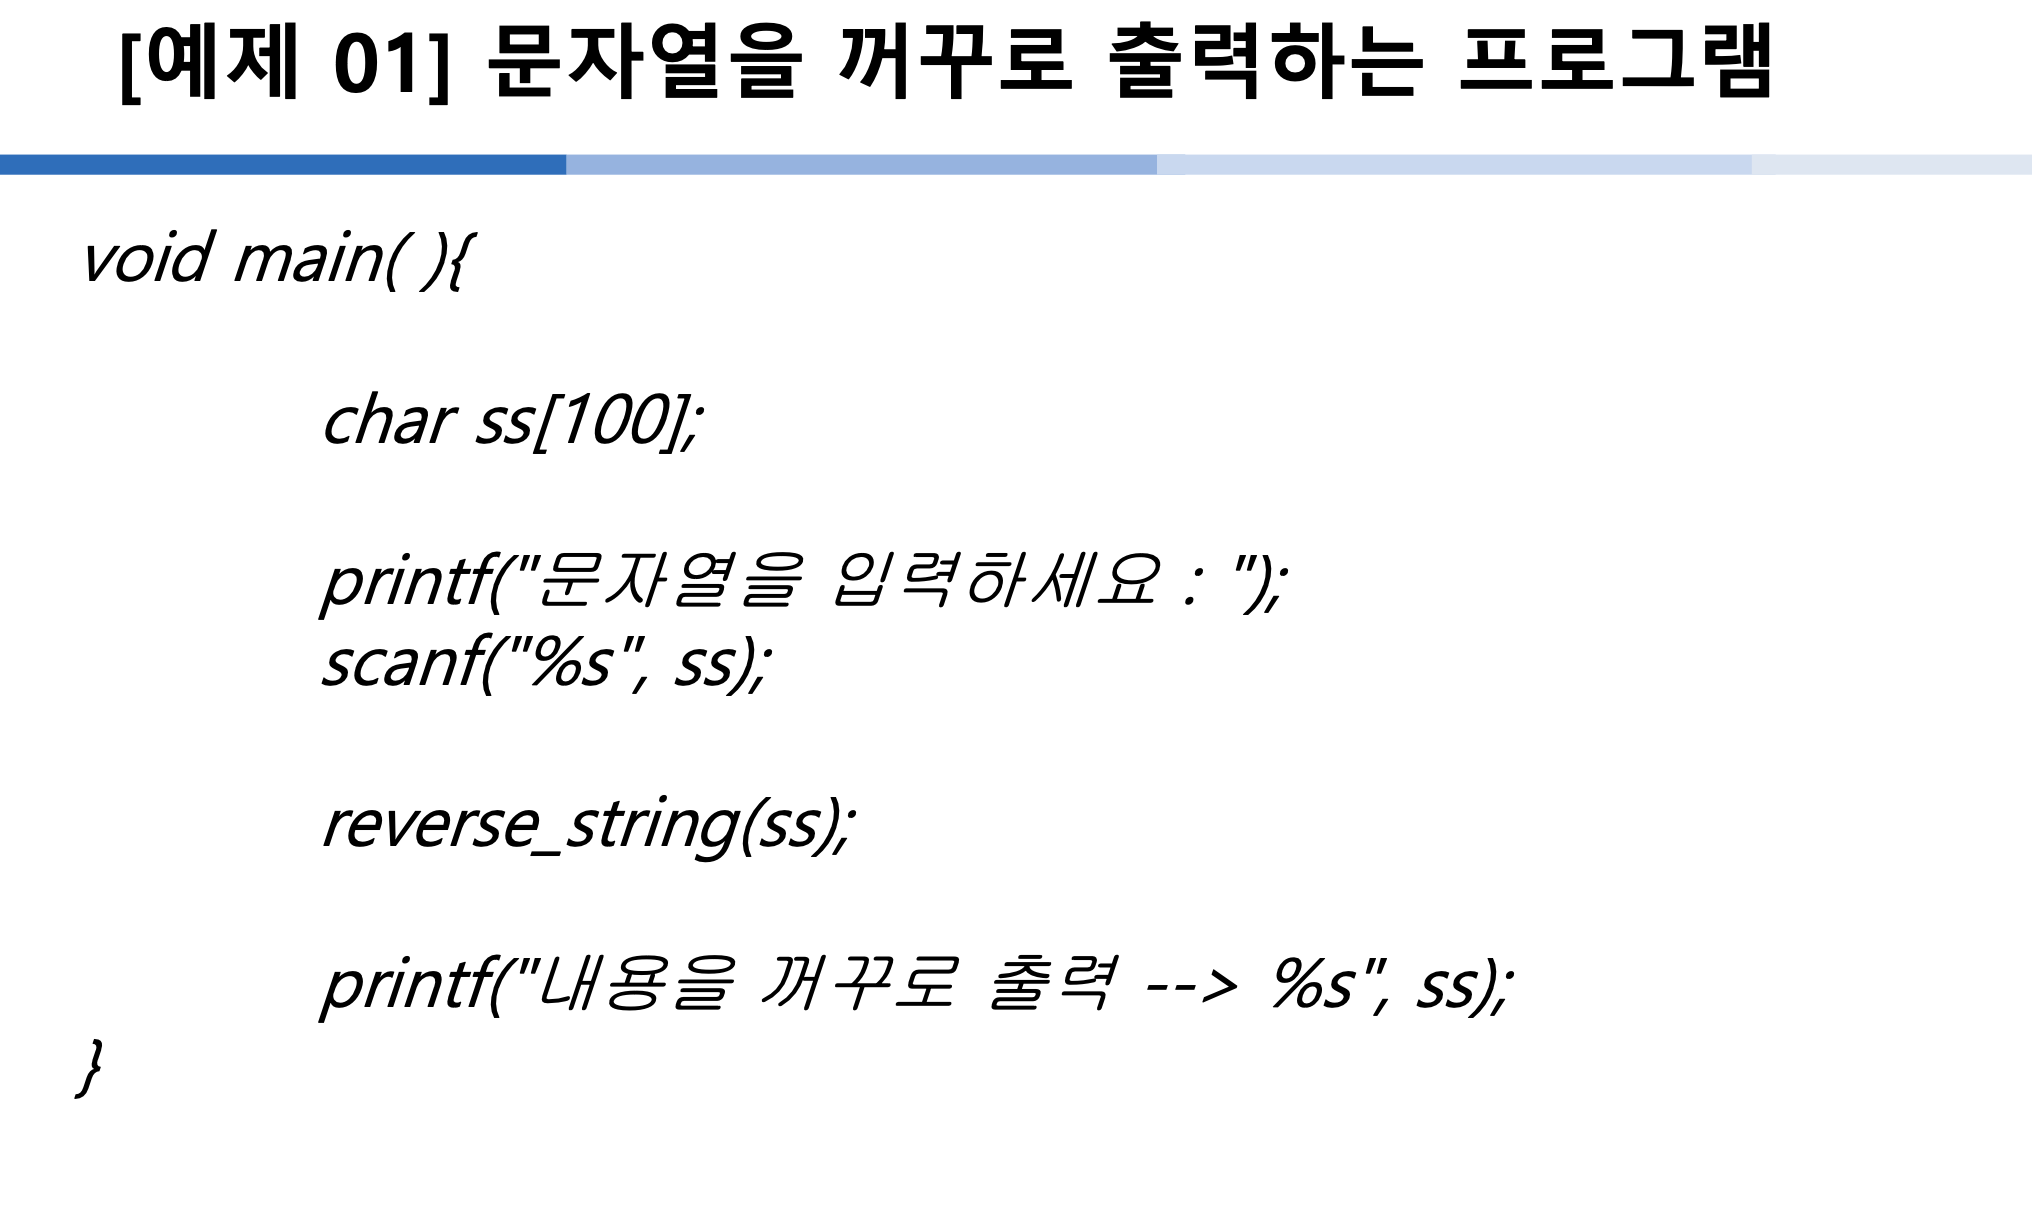 [예제 01] 문자열을 꺼꾸로 출력하는 프로그램
void main( ){
char ss[100];
printf("문자열을 입력하세요 : ");
scanf("%s", ss);
reverse_string(ss);
printf("내용을 꺼꾸로 출력 --> %s", ss);
}